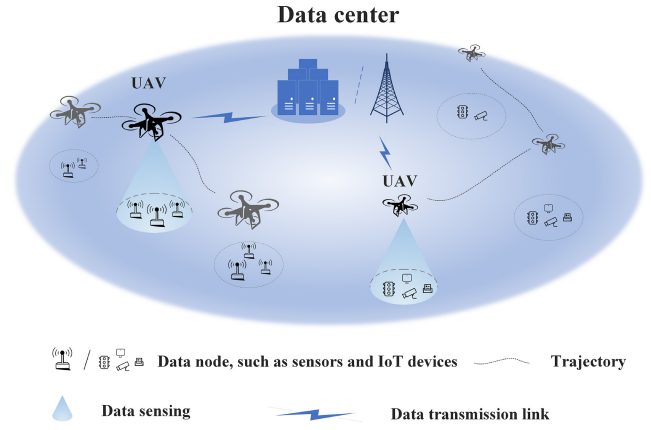 Data center
UAV
UAV
Data node, such as sensors and IoT devices
Trajectory
Data sensing
Data transmission link